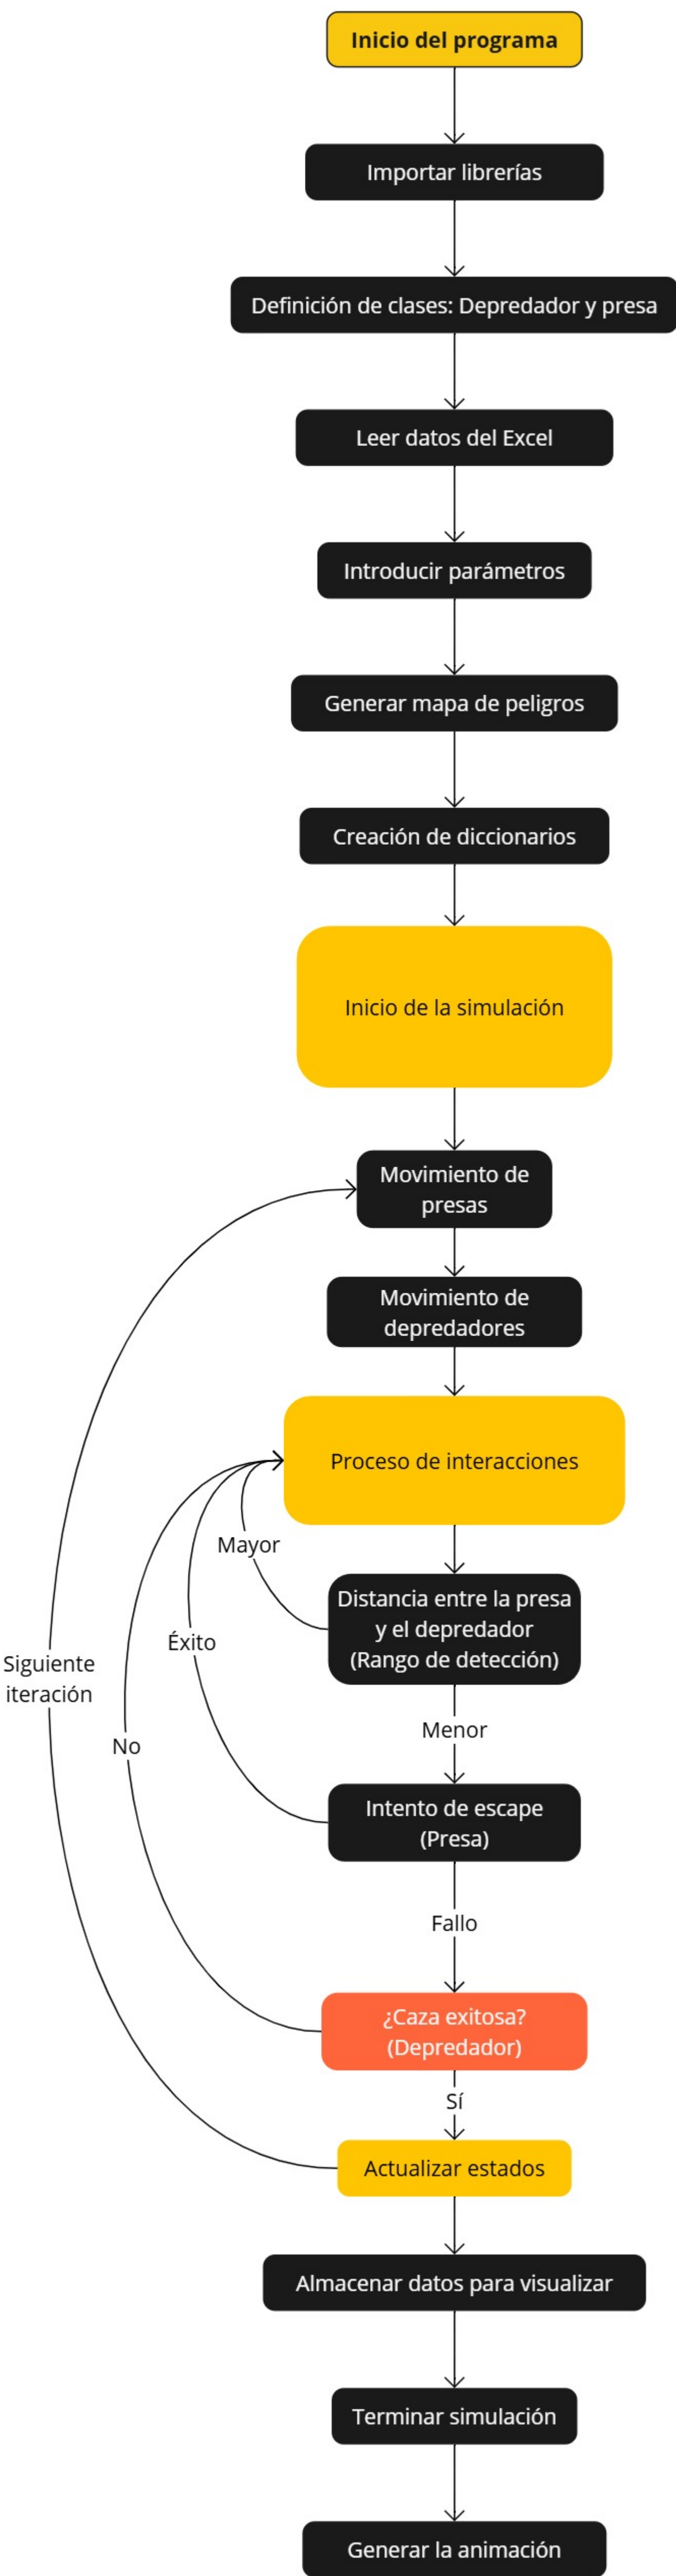 Inicio del programa
Importar librerías
Definición de clases: Depredador y presa
Leer datos del Excel
Introducir parámetros
Generar mapa de peligros
Creación de diccionarios
Inicio de la simulación
Movimiento de
presas
Movimiento de
depredadores
Proceso de interacciones
Mayor
Distancia entre la presa
y el depredador
(Rango de detección)
Éxito
Siguiente
iteración
Menor
No
Intento de escape
(Presa)
Fallo
¿Caza exitosa?
(Depredador)
Sí
Actualizar estados
Almacenar datos para visualizar
Terminar simulación
Generar la animación